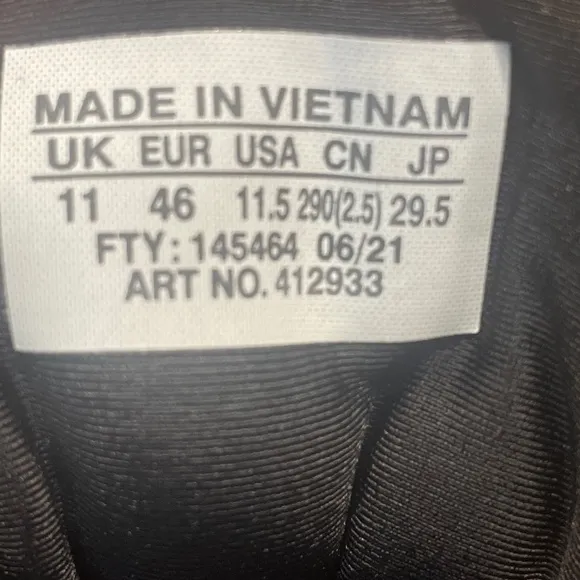 MADE IN VIETNAM
UK EUR USA CN JP
11 46 11.5 290(2.5) 29.5
FTY: 145464 06/21
ART NO. 412933